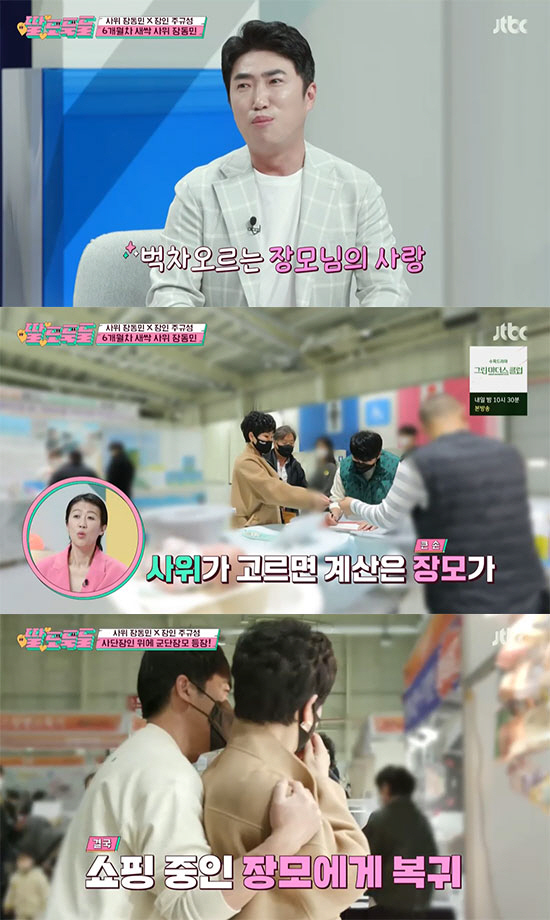 딸도둑들
사위 장동민 X 장인 주규성
6개월차 새싹 사위 장동민
jtbc
벅차오르는 장모님의 사랑
딸도둑들
사위 장동민 X 장인 주규성
6개월차 새싹 사위 장동민
jtbc
수목드라마
그린마더스클럽
내일 밤 10시 30분
본방송
큰 손
사위가 고르면 계산은 장모가
딸도둑들
사위 장동민 X 장인 주규성
사단장인 위에 군단장모 등장!
jtbc
결국
쇼핑 중인 장모에게 복귀